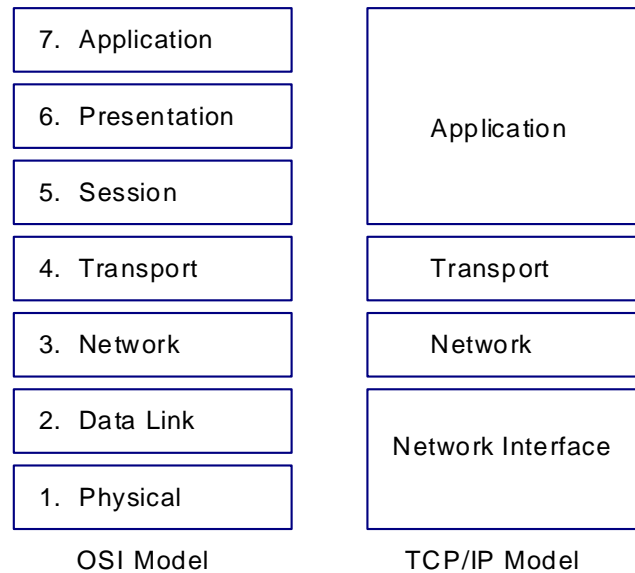 7. Application
6. Presentation
5. Session
4. Transport
3. Network
2. Data Link
1. Physical
OSI Model
Application
Transport
Network
Network Interface
TCP/IP Model